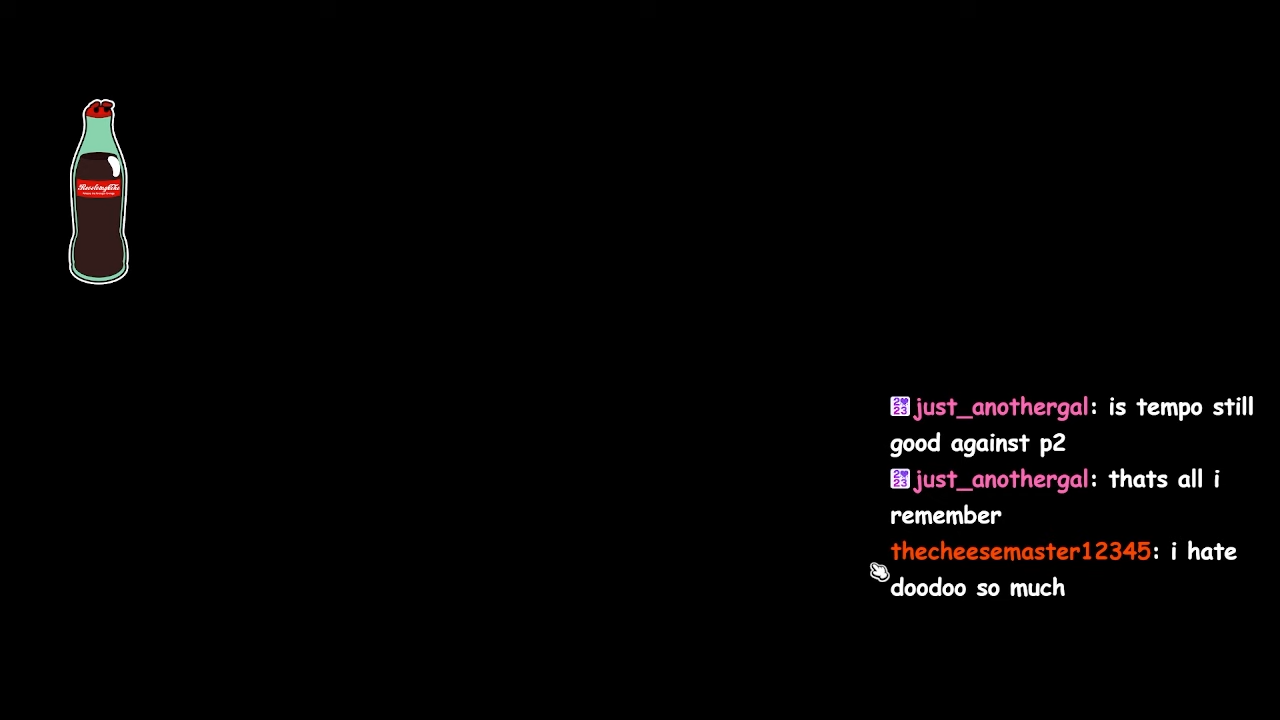 just_anothergal: is tempo still
good against p2
just_anothergal: thats all i
remember
thecheesemaster12345: i hate
doodoo so much